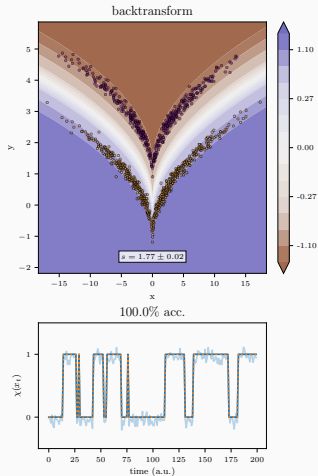 backtransform
5
4
3
2
1
0
−1
−2
y
−15 −10 −5 0 5 10 15
x
s = 1.77 ± 0.02
1.10
0.27
0.00
−0.27
−1.10
100.0% acc.
1
0
χ(x_t)
0 25 50 75 100 125 150 175 200
time (a.u.)